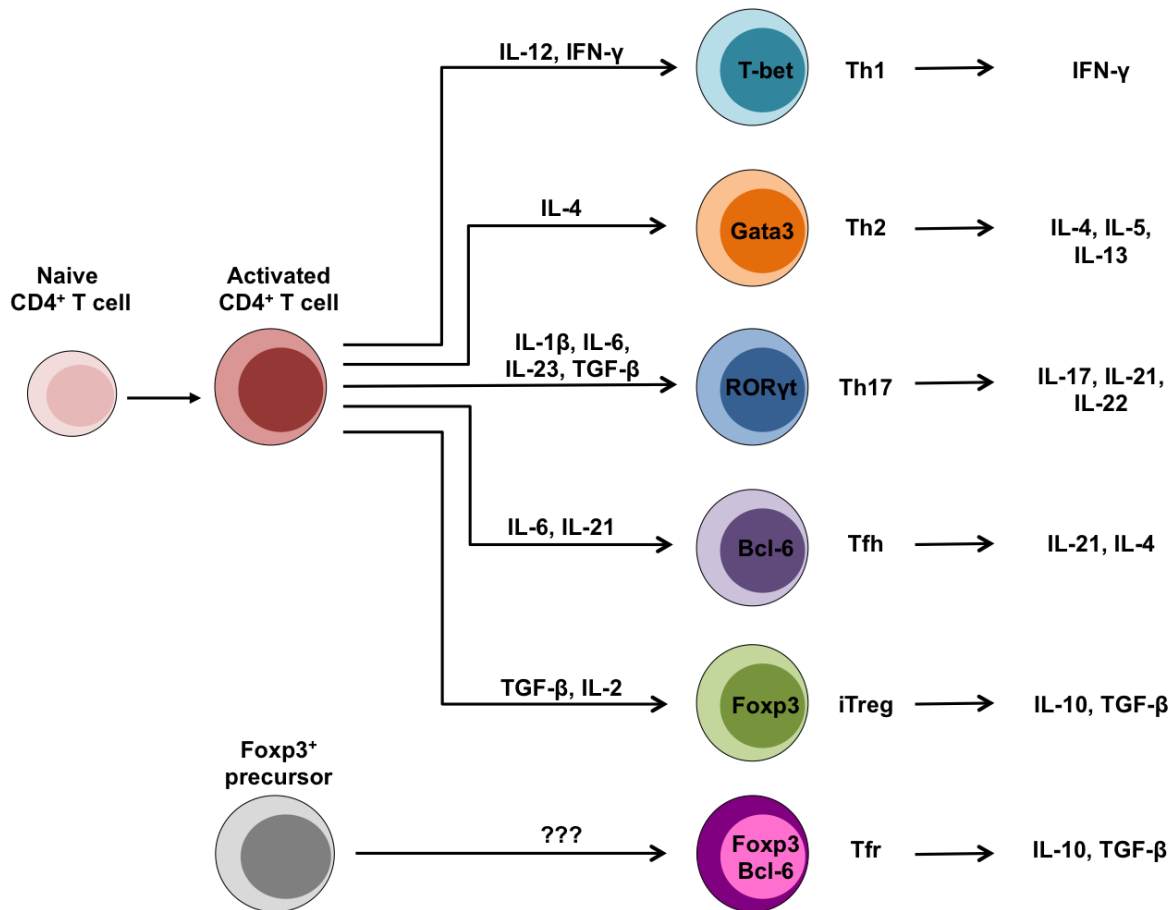 IL-12, IFN-γ
T-bet
Th1
IFN-γ
IL-4
Gata3
Th2
IL-4, IL-5,
IL-13
Naive
CD4⁺ T cell
Activated
CD4⁺ T cell
IL-1β, IL-6,
IL-23, TGF-β
RORγt
Th17
IL-17, IL-21,
IL-22
IL-6, IL-21
Bcl-6
Tfh
IL-21, IL-4
TGF-β, IL-2
Foxp3
iTreg
IL-10, TGF-β
Foxp3⁺
precursor
???
Foxp3
Bcl-6
Tfr
IL-10, TGF-β